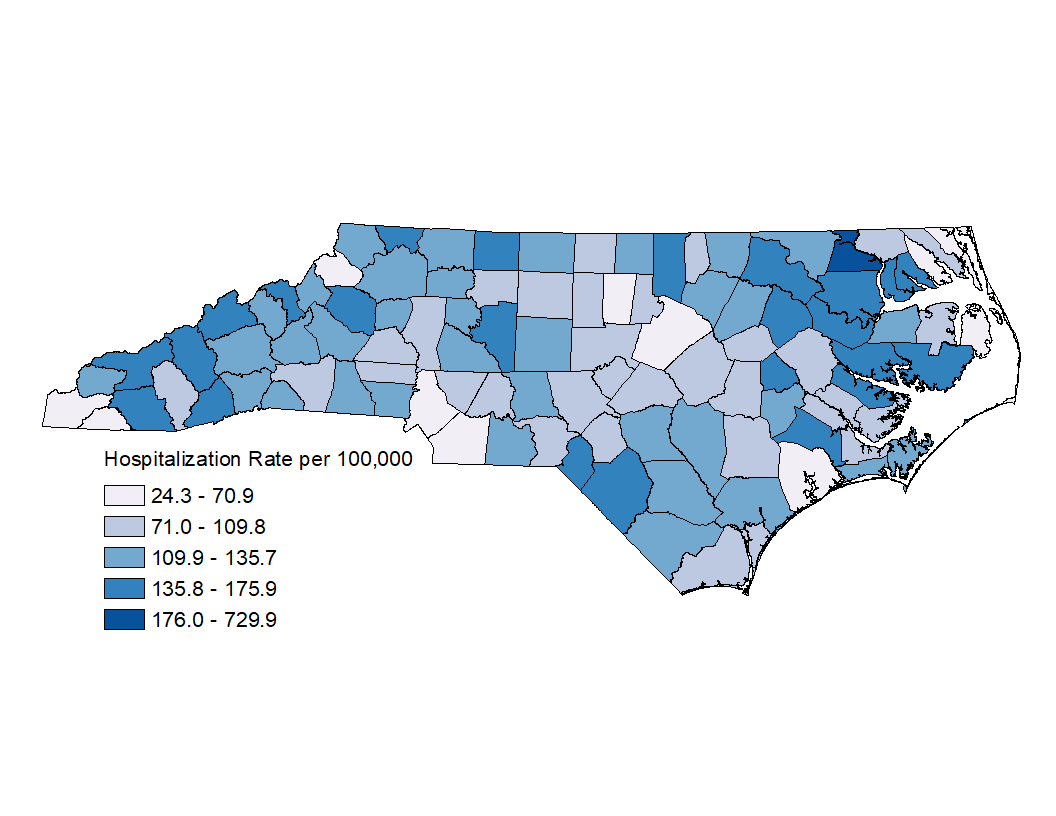 Hospitalization Rate per 100,000
24.3 - 70.9
71.0 - 109.8
109.9 - 135.7
135.8 - 175.9
176.0 - 729.9